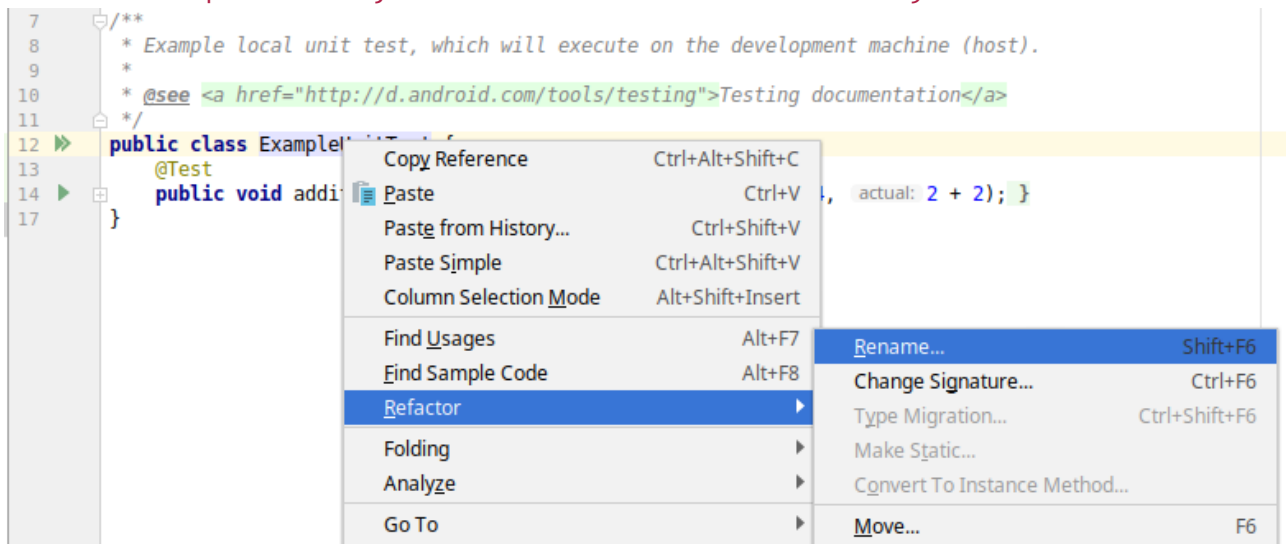 7 /**
8 * Example local unit test, which will execute on the development machine (host).
9 *
10 * @see <a href="http://d.android.com/tools/testing">Testing documentation</a>
11 */
12 public class Example
13 @Test
14 public void addi , actual: 2 + 2); }
17 }
Copy Reference Ctrl+Alt+Shift+C
Paste Ctrl+V
Paste from History... Ctrl+Shift+V
Paste Simple Ctrl+Alt+Shift+V
Column Selection Mode Alt+Shift+Insert
Find Usages Alt+F7
Find Sample Code Alt+F8
Refactor
Folding
Analyze
Go To
Rename... Shift+F6
Change Signature... Ctrl+F6
Type Migration... Ctrl+Shift+F6
Make Static...
Convert To Instance Method...
Move... F6